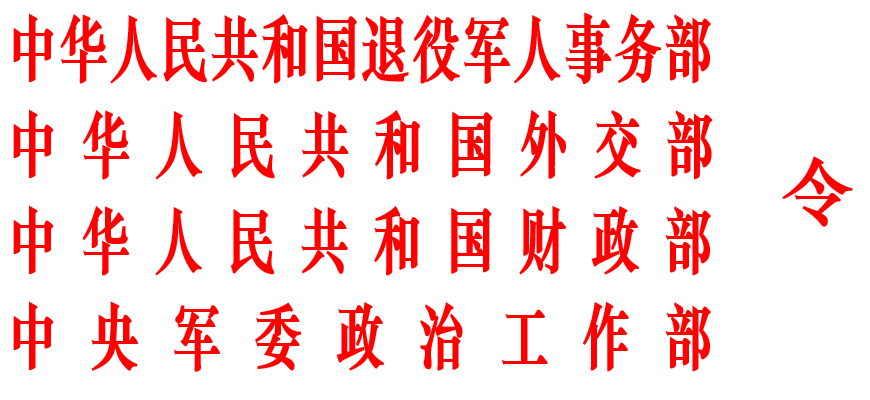 中华人民共和国退役军人事务部
中华人民共和国外交部
中华人民共和国财政部
中央军委政治工作部
令